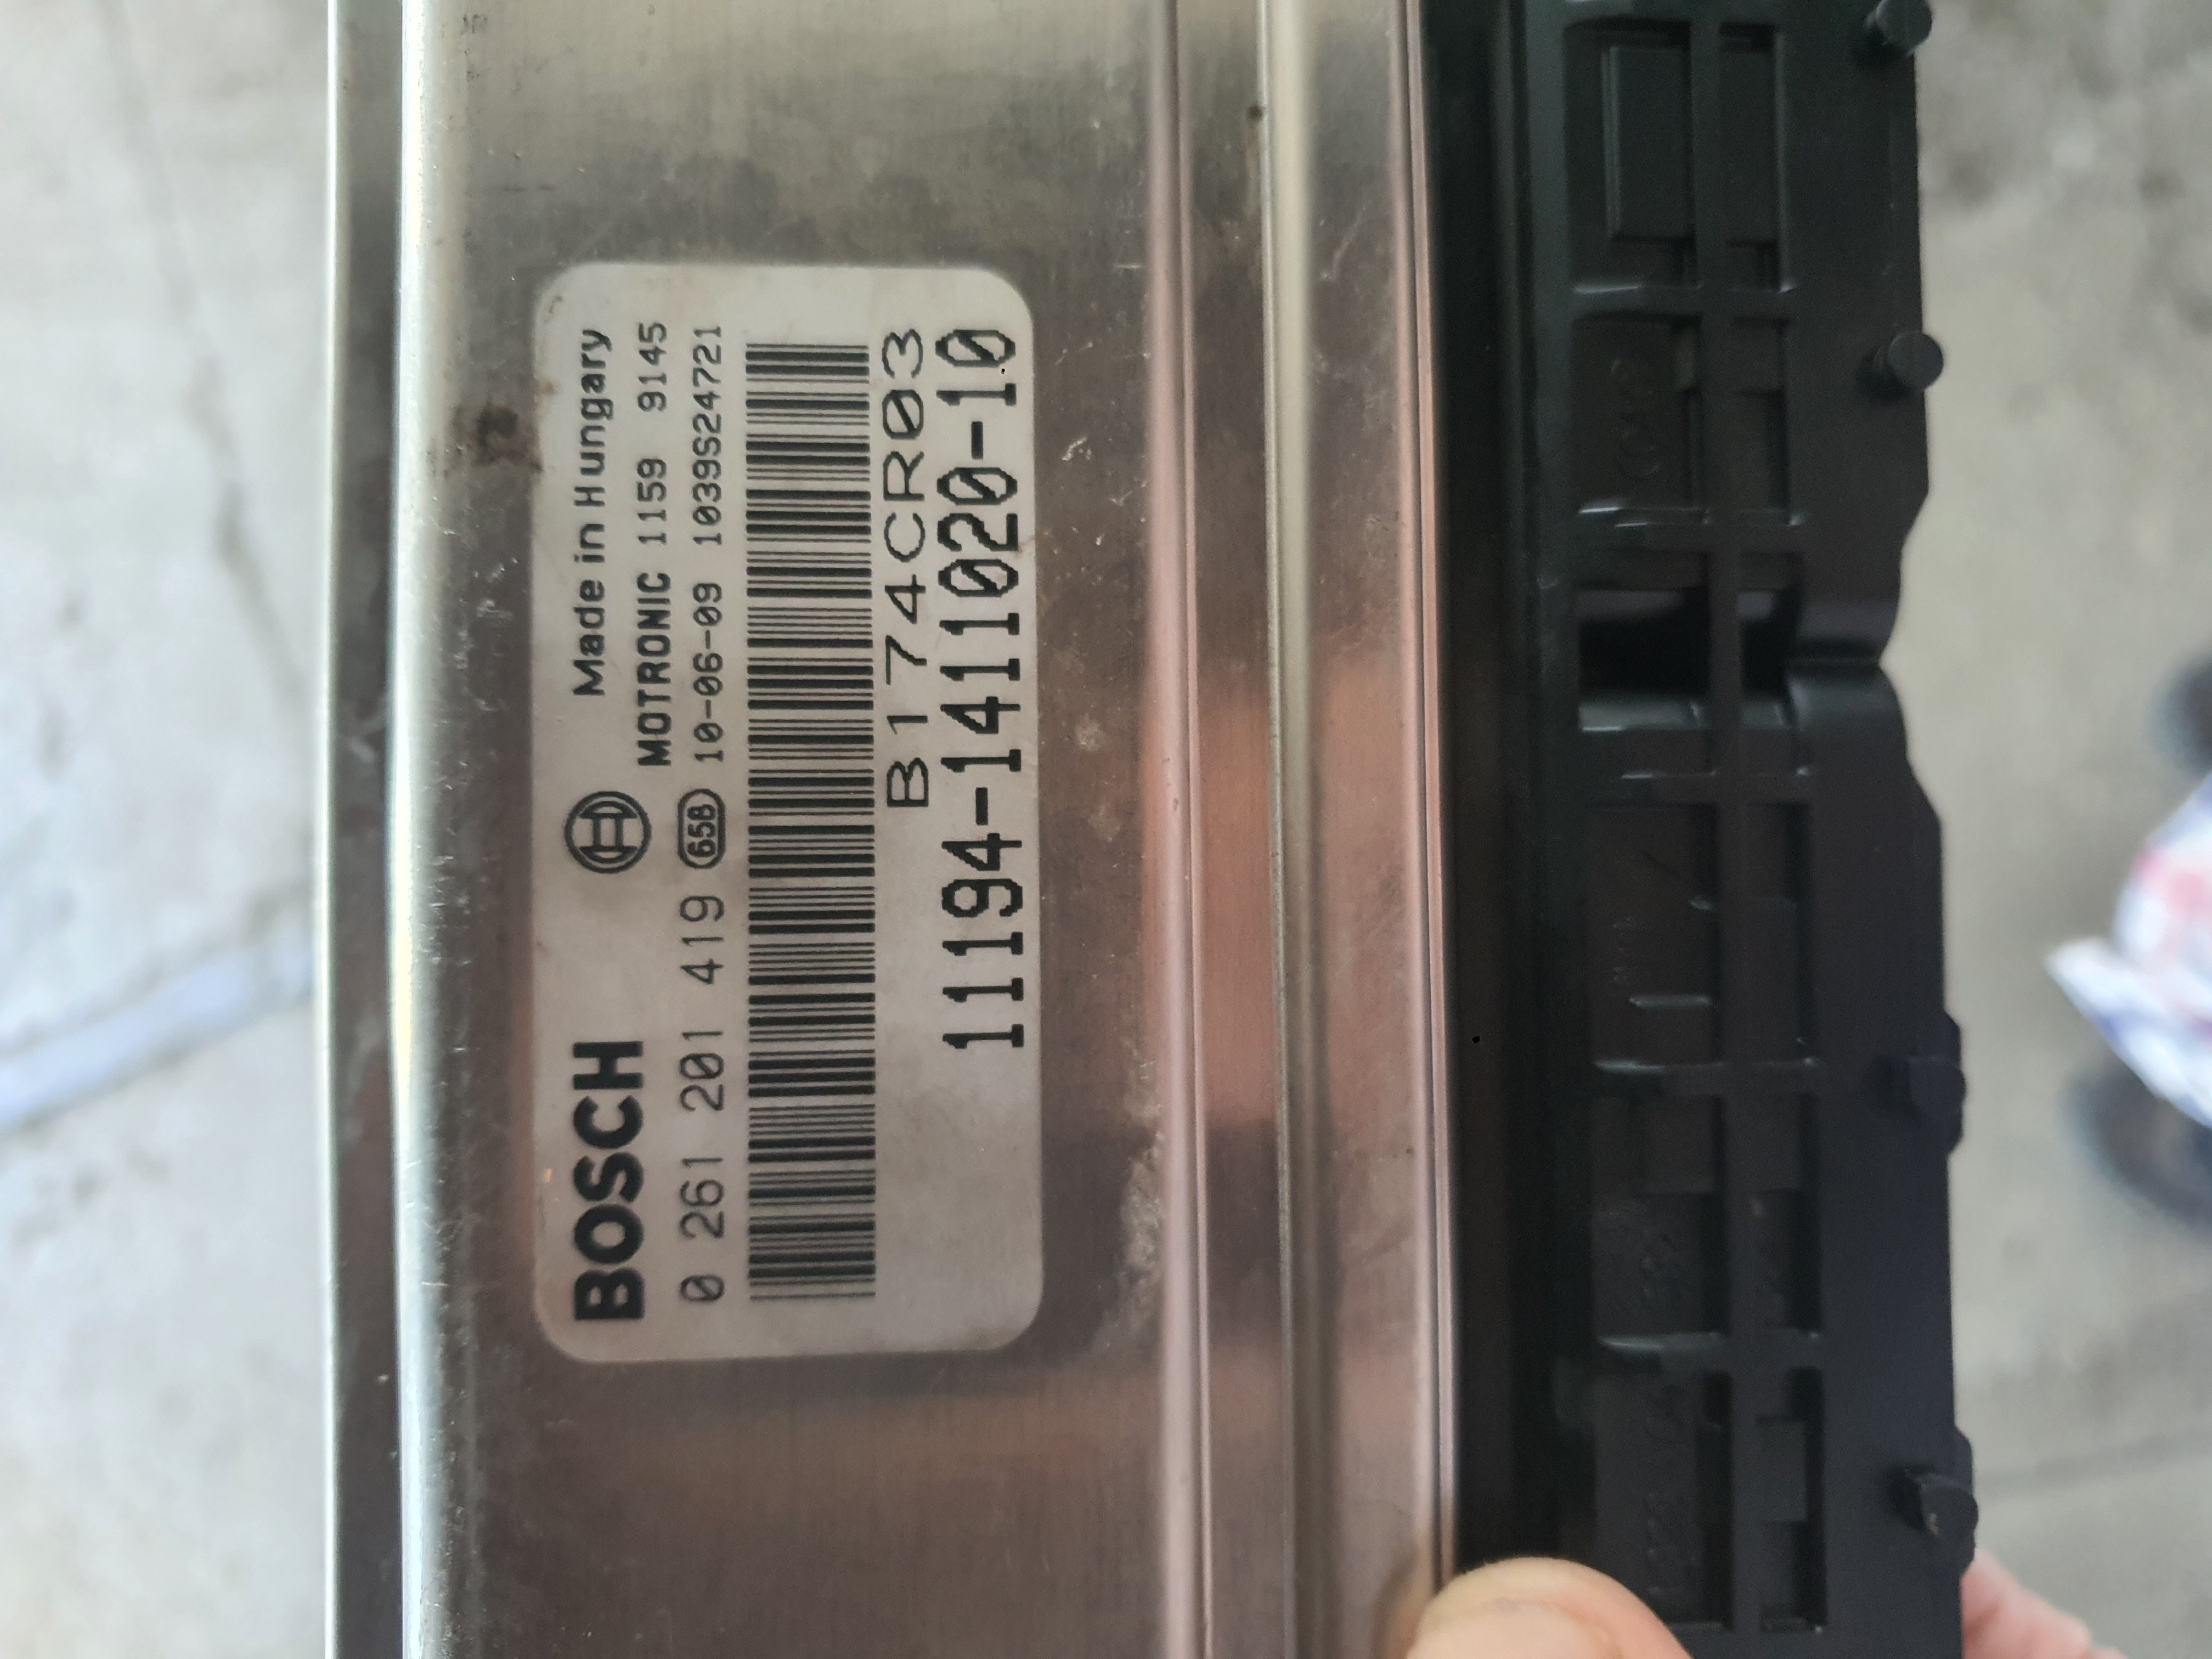 BOSCH
Made in Hungary
MOTRONIC 1159 9145
0 261 201 419 658 10-06-09 1039S24721
B174CR03
11194-1411020-10